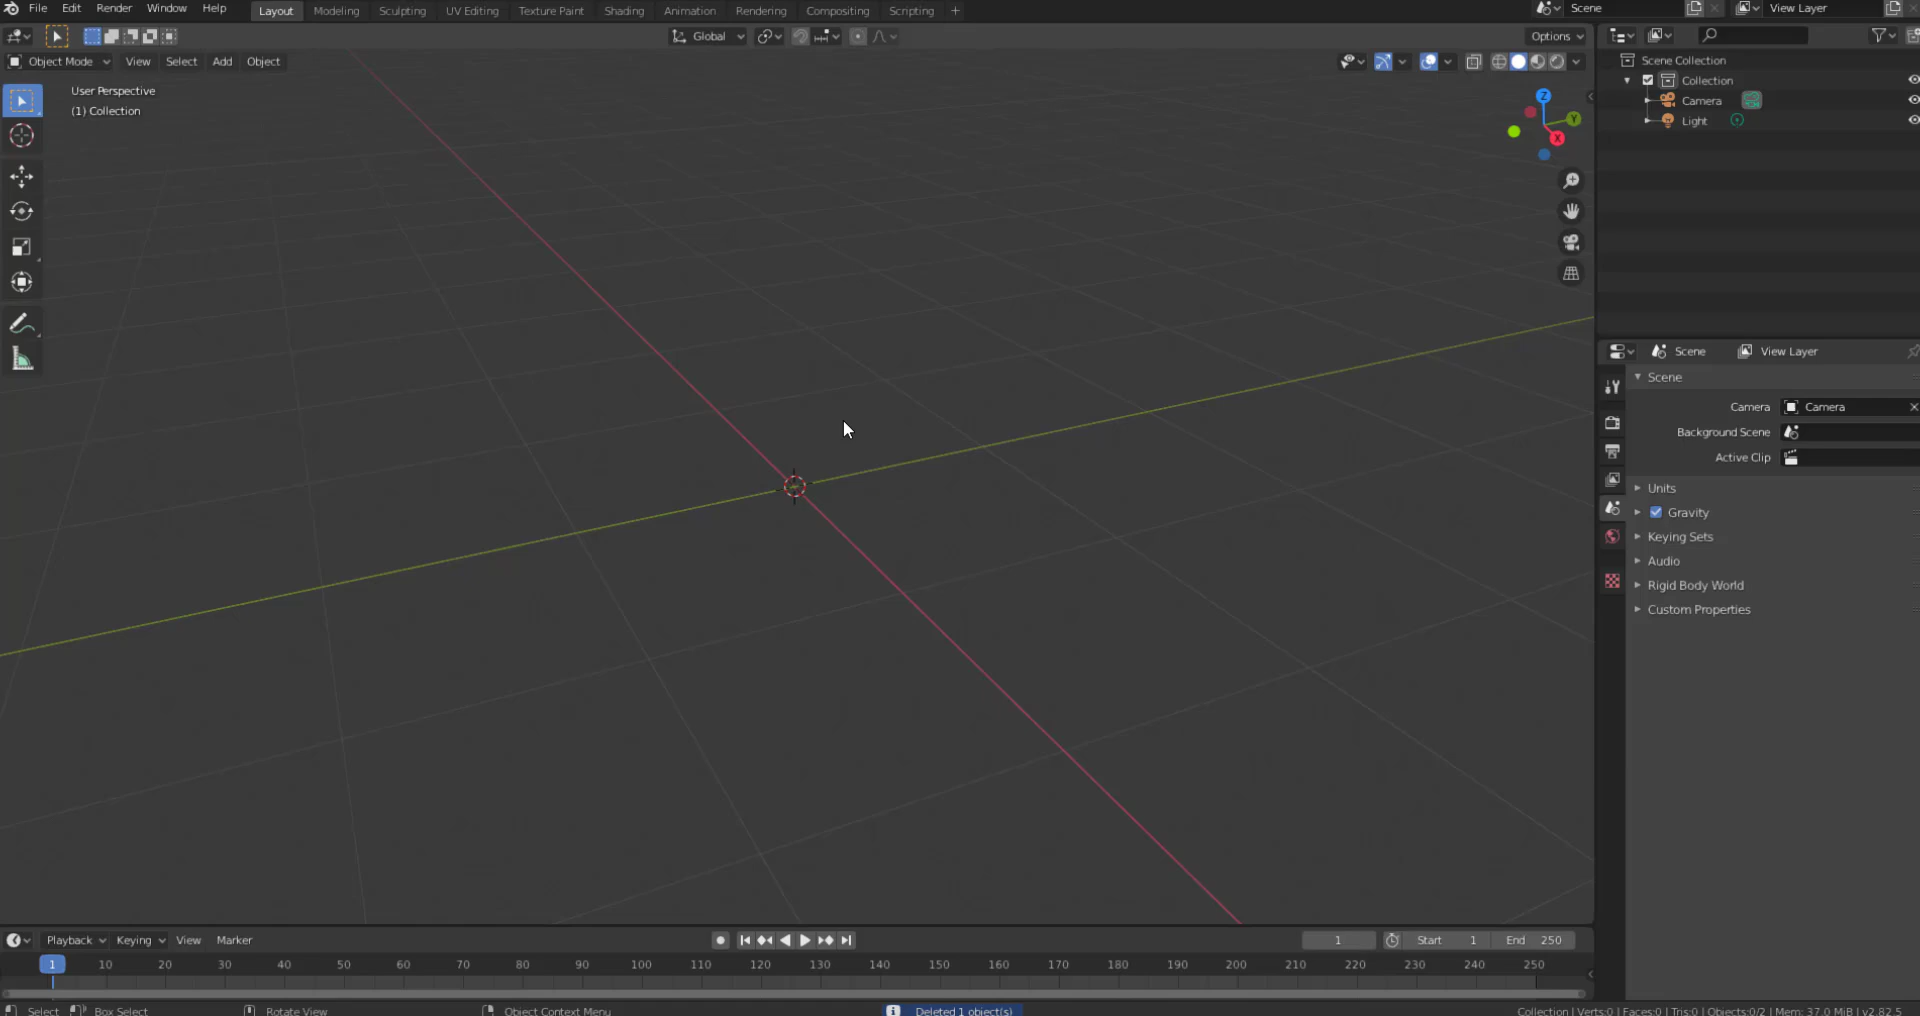 File Edit Render Window Help Layout Modeling Sculpting UV Editing Texture Paint Shading Animation Rendering Compositing Scripting + Scene View Layer
Global Options
Object Mode View Select Add Object
User Perspective
(1) Collection
Z
Y
X
Scene Collection
Collection
Camera
Light
Scene View Layer
Scene
Camera Camera
Background Scene
Active Clip
Units
Gravity
Keying Sets
Audio
Rigid Body World
Custom Properties
Playback Keying View Marker 1 Start 1 End 250
1 10 20 30 40 50 60 70 80 90 100 110 120 130 140 150 160 170 180 190 200 210 220 230 240 250
Select Box Select Rotate View Object Context Menu Deleted 1 object(s) Collection | Verts:0 | Faces:0 | Tris:0 | Objects:0/2 | Mem: 37.0 MiB | v2.82.5